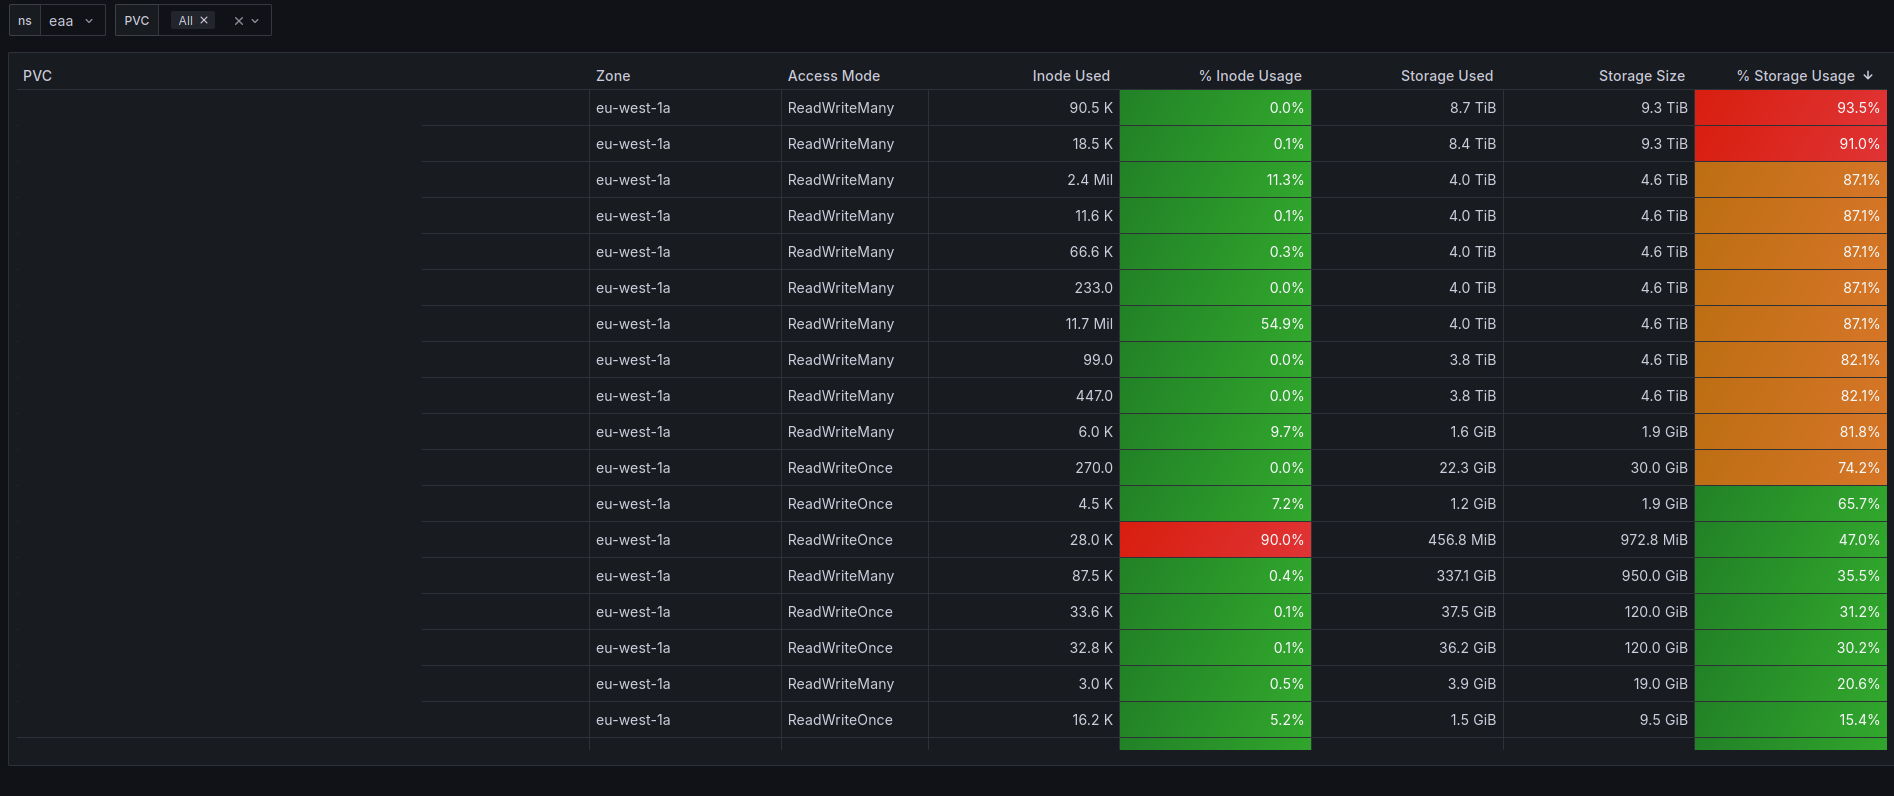 ns eaa PVC All
PVC Zone Access Mode Inode Used % Inode Usage Storage Used Storage Size % Storage Usage
eu-west-1a ReadWriteMany 90.5 K 0.0% 8.7 TiB 9.3 TiB 93.5%
eu-west-1a ReadWriteMany 18.5 K 0.1% 8.4 TiB 9.3 TiB 91.0%
eu-west-1a ReadWriteMany 2.4 Mil 11.3% 4.0 TiB 4.6 TiB 87.1%
eu-west-1a ReadWriteMany 11.6 K 0.1% 4.0 TiB 4.6 TiB 87.1%
eu-west-1a ReadWriteMany 66.6 K 0.3% 4.0 TiB 4.6 TiB 87.1%
eu-west-1a ReadWriteMany 233.0 0.0% 4.0 TiB 4.6 TiB 87.1%
eu-west-1a ReadWriteMany 11.7 Mil 54.9% 4.0 TiB 4.6 TiB 87.1%
eu-west-1a ReadWriteMany 99.0 0.0% 3.8 TiB 4.6 TiB 82.1%
eu-west-1a ReadWriteMany 447.0 0.0% 3.8 TiB 4.6 TiB 82.1%
eu-west-1a ReadWriteMany 6.0 K 9.7% 1.6 GiB 1.9 GiB 81.8%
eu-west-1a ReadWriteOnce 270.0 0.0% 22.3 GiB 30.0 GiB 74.2%
eu-west-1a ReadWriteOnce 4.5 K 7.2% 1.2 GiB 1.9 GiB 65.7%
eu-west-1a ReadWriteOnce 28.0 K 90.0% 456.8 MiB 972.8 MiB 47.0%
eu-west-1a ReadWriteMany 87.5 K 0.4% 337.1 GiB 950.0 GiB 35.5%
eu-west-1a ReadWriteOnce 33.6 K 0.1% 37.5 GiB 120.0 GiB 31.2%
eu-west-1a ReadWriteOnce 32.8 K 0.1% 36.2 GiB 120.0 GiB 30.2%
eu-west-1a ReadWriteMany 3.0 K 0.5% 3.9 GiB 19.0 GiB 20.6%
eu-west-1a ReadWriteOnce 16.2 K 5.2% 1.5 GiB 9.5 GiB 15.4%